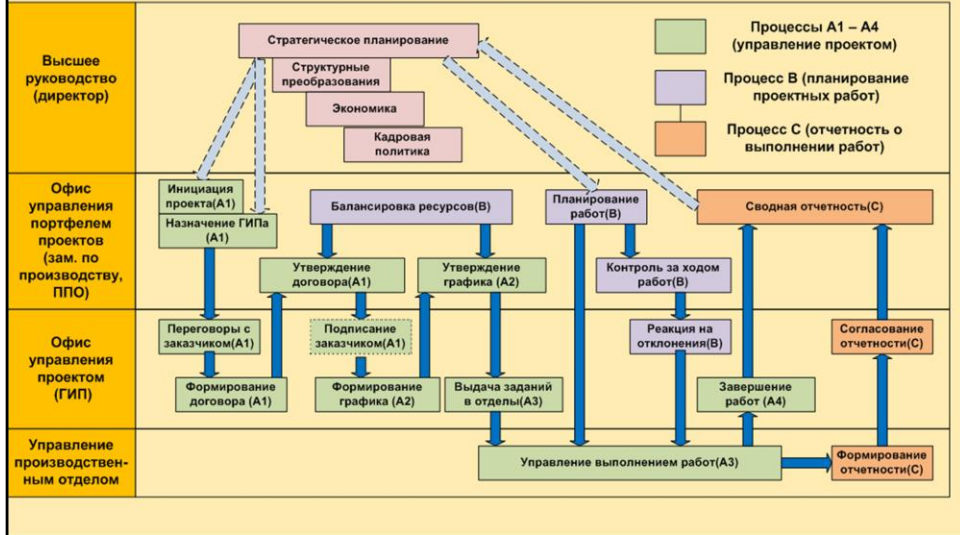 Высшее
руководство
(директор)
Стратегическое планирование
Структурные
преобразования
Экономика
Кадровая
политика
Процессы А1 – А4
(управление проектом)
Процесс В (планирование
проектных работ)
Процесс С (отчетность о
выполнении работ)
Офис
управления
портфелем
проектов
(зам. по
производству,
ППО)
Инициация
проекта(А1)
Назначение ГИПа
(А1)
Балансировка ресурсов(В)
Планирование
работ(В)
Сводная отчетность(С)
Утверждение
договора(А1)
Утверждение
графика (А2)
Контроль за ходом
работ(В)
Офис
управления
проектом
(ГИП)
Переговоры с
заказчиком(А1)
Подписание
заказчиком(А1)
Реакция на
отклонения(В)
Согласование
отчетности(С)
Формирование
договора (А1)
Формирование
графика (А2)
Выдача заданий
в отделы(А3)
Завершение
работ (А4)
Управление
производствен-
ным отделом
Управление выполнением работ(А3)
Формирование
отчетности(С)